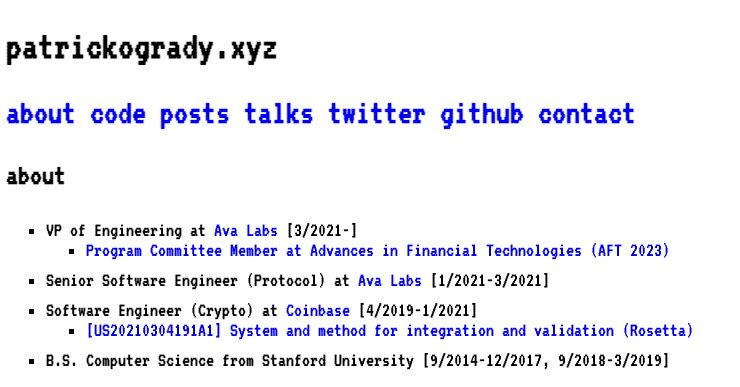 patrickogrady.xyz
about code posts talks twitter github contact
about
▪ VP of Engineering at Ava Labs [3/2021-]
▪ Program Committee Member at Advances in Financial Technologies (AFT 2023)
▪ Senior Software Engineer (Protocol) at Ava Labs [1/2021-3/2021]
▪ Software Engineer (Crypto) at Coinbase [4/2019-1/2021]
▪ [US20210304191A1] System and method for integration and validation (Rosetta)
▪ B.S. Computer Science from Stanford University [9/2014-12/2017, 9/2018-3/2019]